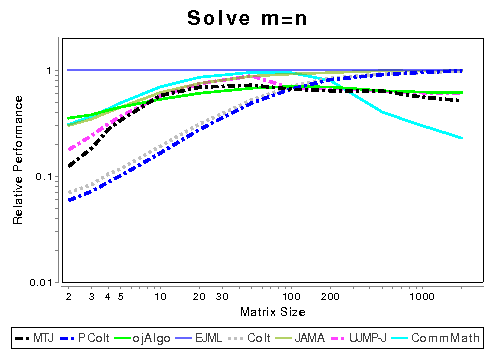 Solve m=n
Relative Performance
1
0.1
0.01
2 3 4 5 10 20 30 100 200 1000
Matrix Size
MTJ PColt ojAlgo EJML Colt JAMA UJMP-J CommMath